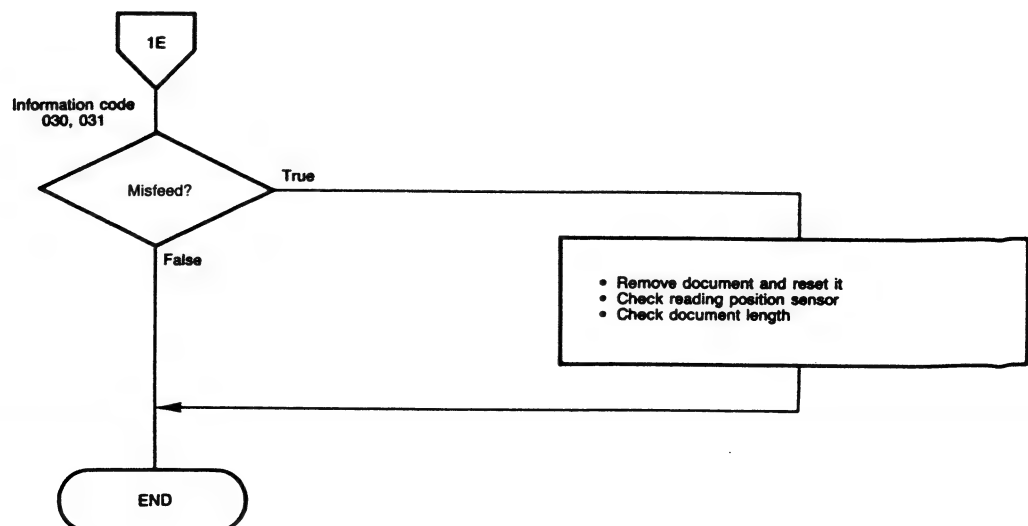 1E
Information code
030, 031
Misfeed?
True
False
• Remove document and reset it
• Check reading position sensor
• Check document length
END